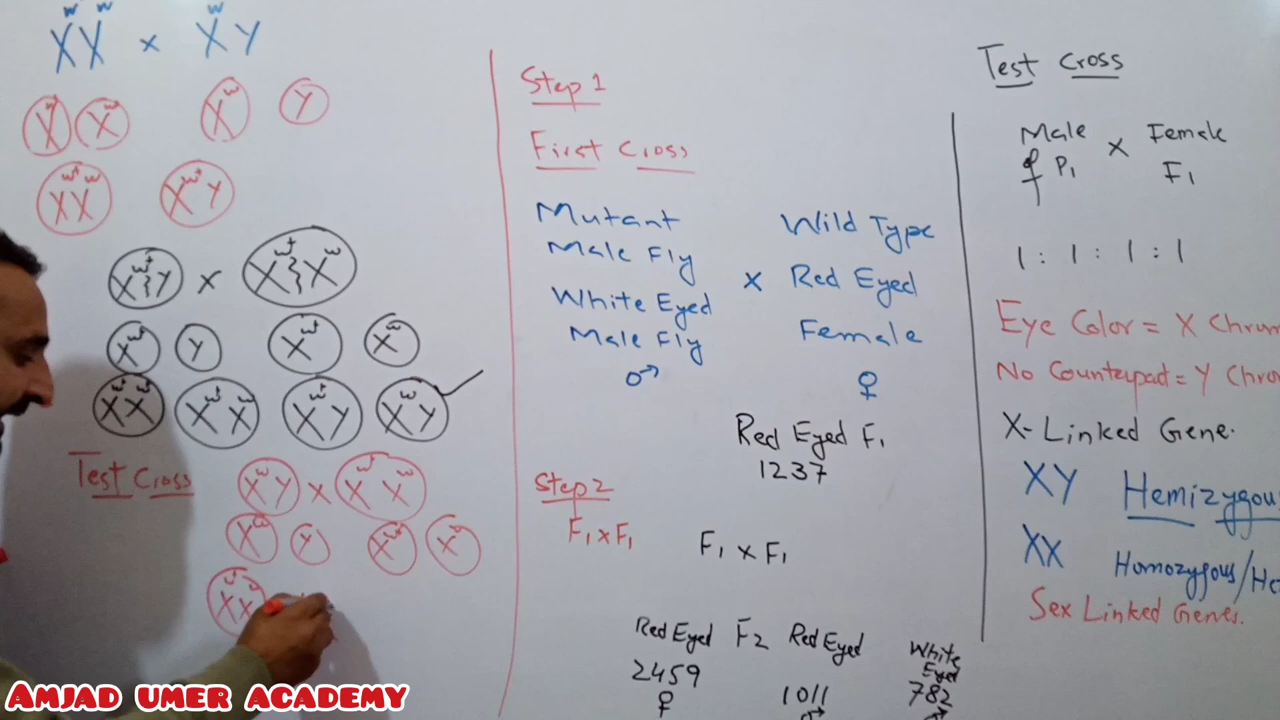 w w w
XX × XY
X X^w X^w Y
X^w+ X^w X^w+ Y
X^w+ Y × X^w+ X^w
X^w+ Y X^w+ X^w
X^w+ X^w+ X^w+ X^w X^w+ Y X^w Y
Test Cross
X^w Y × X^w+ X^w
X^w Y X^w+ X^w
X^w+ X^w
Step 1
First Cross
Mutant
Male Fly
White Eyed
Male Fly
♂
×
Wild Type
Red Eyed
Female
♀
Red Eyed F₁
1237
Step 2
F₁×F₁
F₁ × F₁
F2
Red Eyed
2459
♀
Red Eyed
1011
♂
White
Eyed
782
♂
Test Cross
Male × Female
P₁ F₁
1 : 1 : 1 : 1
Eye Color = X Chrom
No Counterpart = Y Chro
X-Linked Gene.
XY Hemizygou
XX Homozygous/He
Sex Linked Genes.
AMJAD UMER ACADEMY